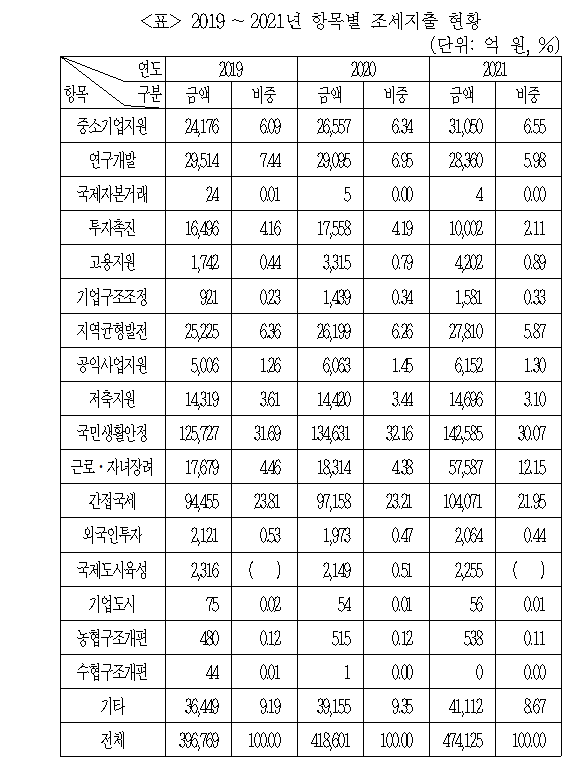 <표> 2019 ~ 2021년 항목별 조세지출 현황
(단위: 억 원, %)
연도 2019 2020 2021
항목 구분 금액 비중 금액 비중 금액 비중
중소기업지원 24,176 6.09 26,557 6.34 31,050 6.55
연구개발 29,514 7.44 29,095 6.95 28,360 5.98
국제자본거래 24 0.01 5 0.00 4 0.00
투자촉진 16,496 4.16 17,558 4.19 10,002 2.11
고용지원 1,742 0.44 3,315 0.79 4,202 0.89
기업구조조정 921 0.23 1,439 0.34 1,581 0.33
지역균형발전 25,225 6.36 26,199 6.26 27,810 5.87
공익사업지원 5,006 1.26 6,063 1.45 6,152 1.30
저축지원 14,319 3.61 14,420 3.44 14,696 3.10
국민생활안정 125,727 31.69 134,631 32.16 142,585 30.07
근로·자녀장려 17,679 4.46 18,314 4.38 57,587 12.15
간접국세 94,455 23.81 97,158 23.21 104,071 21.95
외국인투자 2,121 0.53 1,973 0.47 2,064 0.44
국제도시육성 2,316 ( ) 2,149 0.51 2,255 ( )
기업도시 75 0.02 54 0.01 56 0.01
농협구조개편 480 0.12 515 0.12 538 0.11
수협구조개편 44 0.01 1 0.00 0 0.00
기타 36,449 9.19 39,155 9.35 41,112 8.67
전체 396,769 100.00 418,601 100.00 474,125 100.00